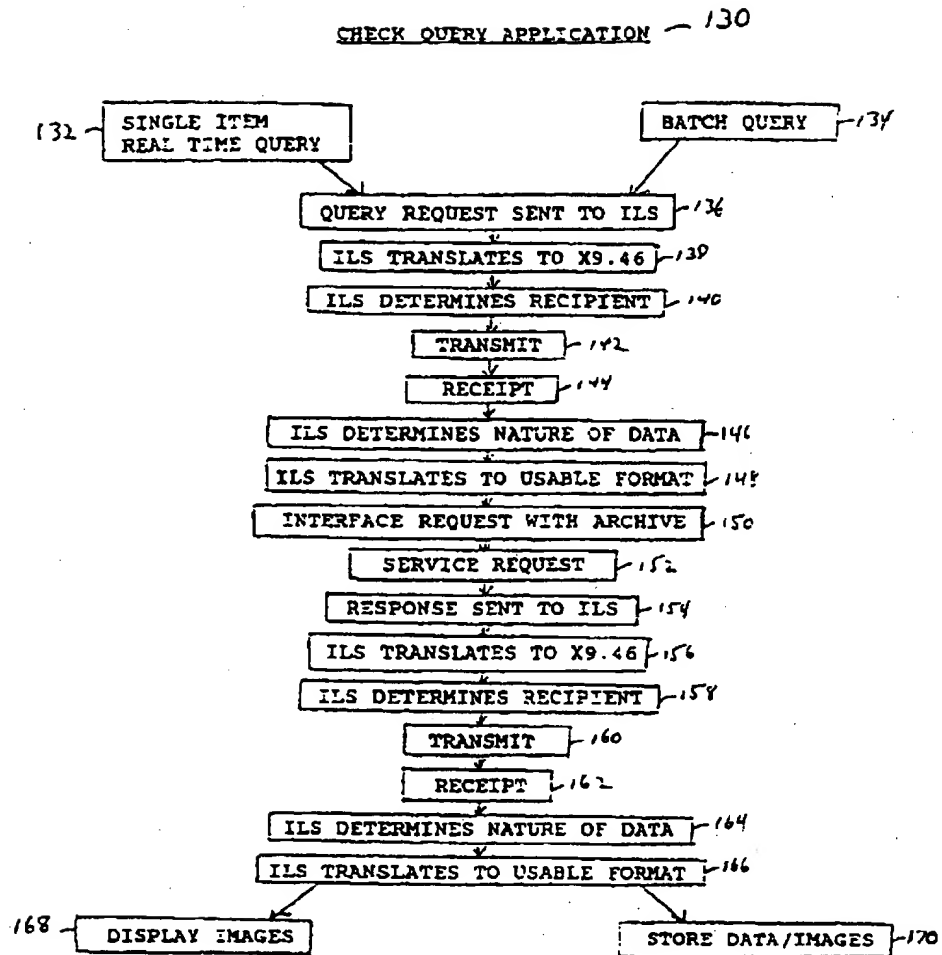 CHECK QUERY APPLICATION 130
132 SINGLE ITEM
REAL TIME QUERY
BATCH QUERY 134
QUERY REQUEST SENT TO ILS 136
ILS TRANSLATES TO X9.46 138
ILS DETERMINES RECIPIENT 140
TRANSMIT 142
RECEIPT 144
ILS DETERMINES NATURE OF DATA 146
ILS TRANSLATES TO USABLE FORMAT 148
INTERFACE REQUEST WITH ARCHIVE 150
SERVICE REQUEST 152
RESPONSE SENT TO ILS 154
ILS TRANSLATES TO X9.46 156
ILS DETERMINES RECIPIENT 158
TRANSMIT 160
RECEIPT 162
ILS DETERMINES NATURE OF DATA 164
ILS TRANSLATES TO USABLE FORMAT 166
168 DISPLAY IMAGES
STORE DATA/IMAGES 170